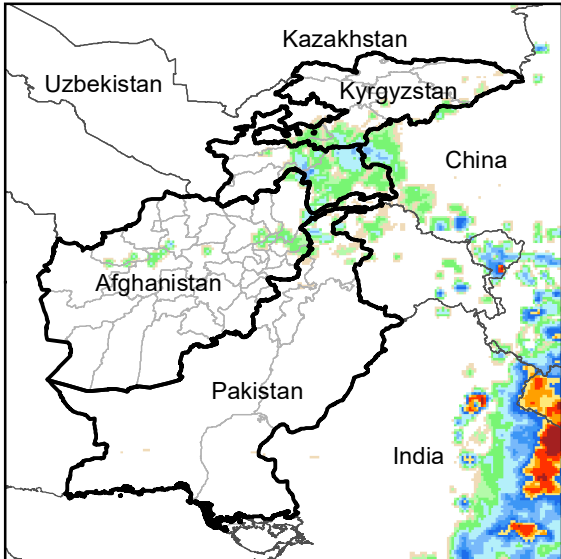 Kazakhstan
Uzbekistan
Kyrgyzstan
China
Afghanistan
Pakistan
India